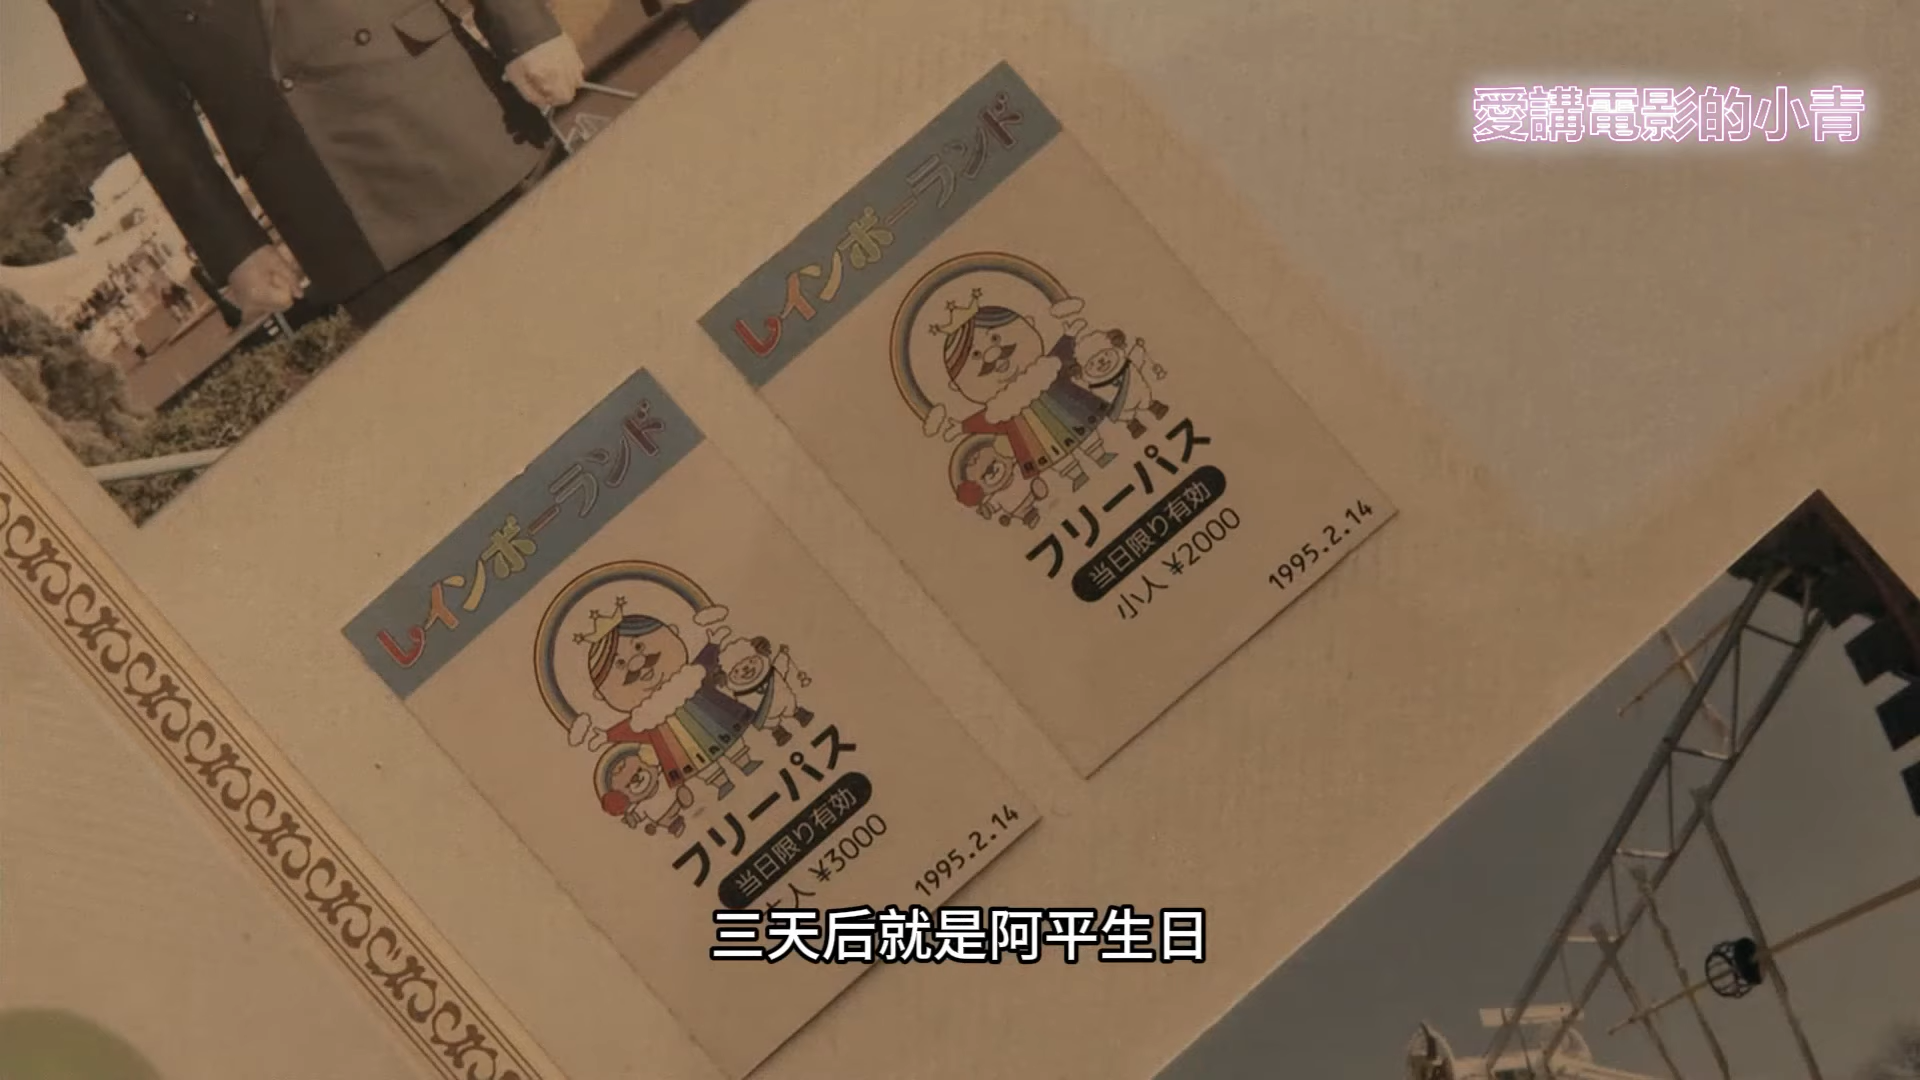 愛講電影的小青
レインボーランド
Rainbo
フリーパス
当日限り有効
小人 ¥2000
1995.2.14
レインボーランド
Rainbo
フリーパス
当日限り有効
大人 ¥3000
1995.2.14
三天后就是阿平生日